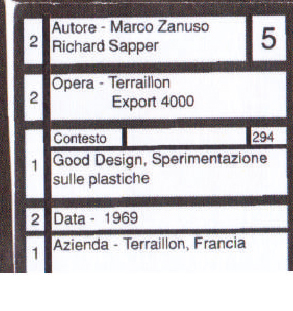 2 Autore - Marco Zanuso 5
Richard Sapper
2 Opera - Terraillon
Export 4000
Contesto 294
1 Good Design, Sperimentazione
sulle plastiche
2 Data - 1969
1 Azienda - Terraillon, Francia